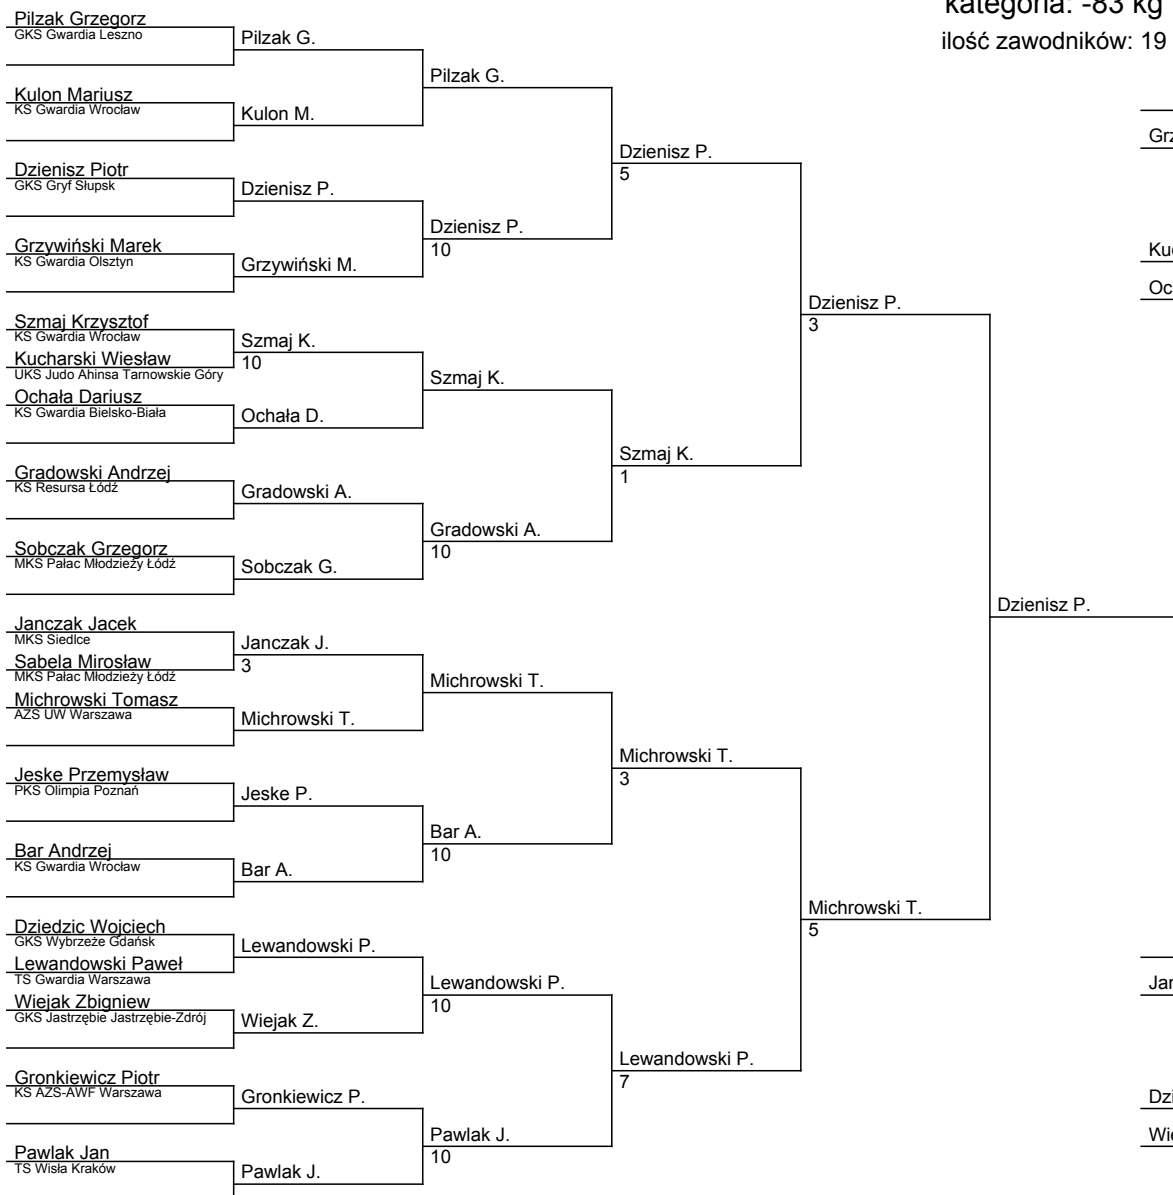 kategoria: -83 kg
ilość zawodników: 19
Pilzak Grzegorz
GKS Gwardia Leszno
Kulon Mariusz
KS Gwardia Wrocław
Dzienisz Piotr
GKS Gryf Słupsk
Grzywiński Marek
KS Gwardia Olsztyn
Szmaj Krzysztof
KS Gwardia Wrocław
Kucharski Wiesław
UKS Judo Ahinsa Tarnowskie Góry
Ochała Dariusz
KS Gwardia Bielsko-Biała
Gradowski Andrzej
KS Resursa Łódź
Sobczak Grzegorz
MKS Pałac Młodzieży Łódź
Janczak Jacek
MKS Siedlce
Sabela Mirosław
MKS Pałac Młodzieży Łódź
Michrowski Tomasz
AZS UW Warszawa
Jeske Przemysław
PKS Olimpia Poznań
Bar Andrzej
KS Gwardia Wrocław
Dziedzic Wojciech
GKS Wybrzeże Gdańsk
Lewandowski Paweł
TS Gwardia Warszawa
Wiejak Zbigniew
GKS Jastrzębie Jastrzębie-Zdrój
Gronkiewicz Piotr
KS AZS-AWF Warszawa
Pawlak Jan
TS Wisła Kraków
Pilzak G.
Kulon M.
Dzienisz P.
Grzywiński M.
Szmaj K.
10
Ochała D.
Gradowski A.
Sobczak G.
Janczak J.
3
Michrowski T.
Jeske P.
Bar A.
Lewandowski P.
Wiejak Z.
Gronkiewicz P.
Pawlak J.
Pilzak G.
Dzienisz P.
10
Szmaj K.
Gradowski A.
10
Michrowski T.
Bar A.
10
Lewandowski P.
10
Pawlak J.
10
Dzienisz P.
5
Szmaj K.
1
Michrowski T.
3
Lewandowski P.
7
Dzienisz P.
3
Michrowski T.
5
Dzienisz P.
Grz
Ku
Oc
Jar
Dzi
Wi